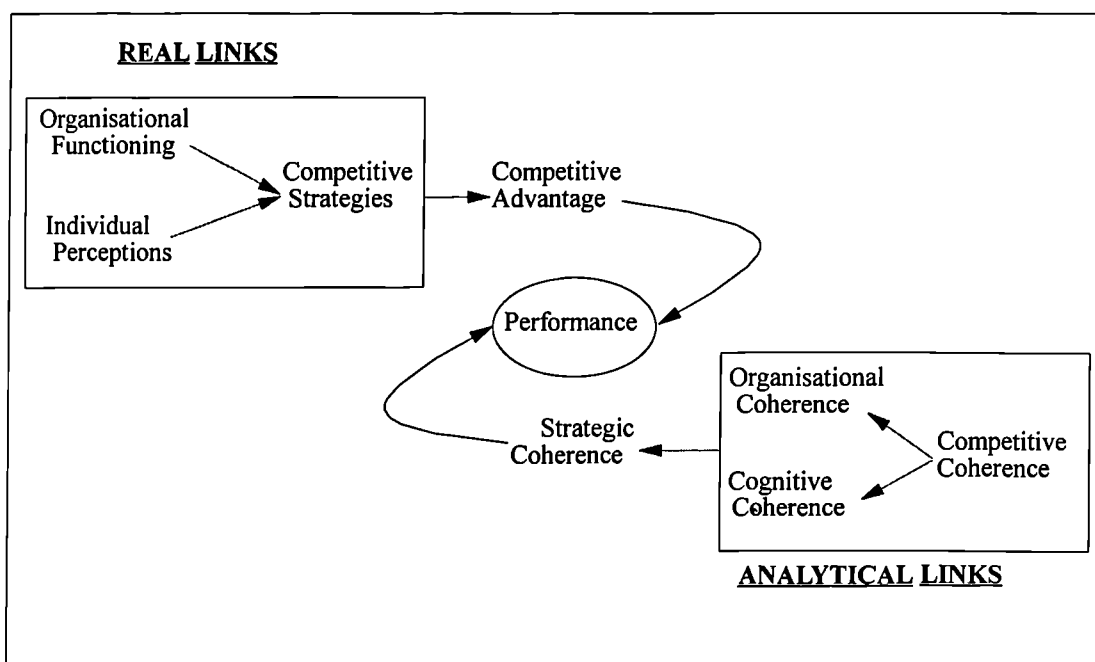 REAL LINKS
Organisational
Functioning
Individual
Perceptions
Competitive
Strategies
Competitive
Advantage
Performance
Strategic
Coherence
Organisational
Coherence
Cognitive
Coherence
Competitive
Coherence
ANALYTICAL LINKS